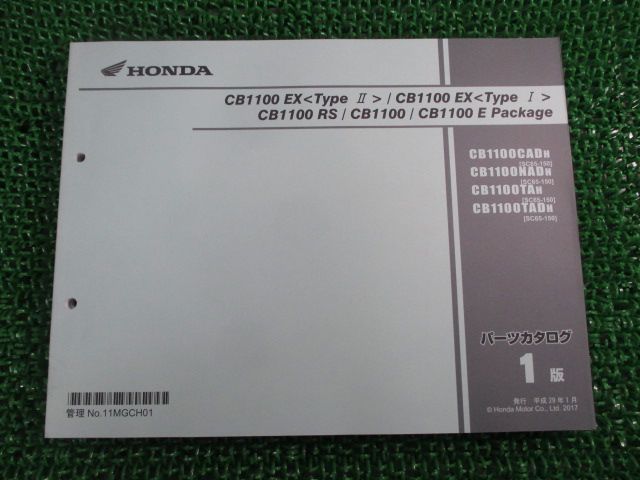 HONDA
CB1100 EX<Type Ⅱ> / CB1100 EX<Type Ⅰ>
CB1100 RS / CB1100 / CB1100 E Package
CB1100CADH
[SC65-150]
CB1100NADH
[SC65-150]
CB1100TAH
[SC65-150]
CB1100TADH
[SC65-150]
パーツカタログ
1 版
発行 平成 29 年 1 月
© Honda Motor Co., Ltd. 2017
管理 No.11MGCH01